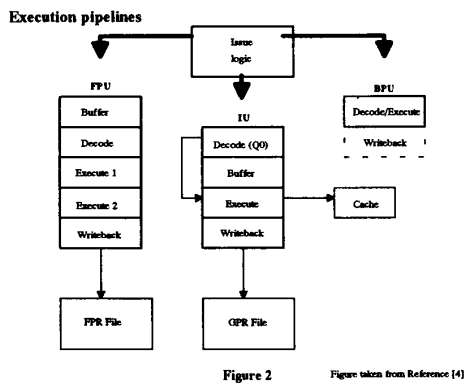 Execution pipelines
Issue
logic
FPU
Buffer
Decode
Execute 1
Execute 2
Writeback
FPR File
IU
Decode (Q0)
Buffer
Execute
Writeback
GPR File
Cache
BPU
Decode/Execute
Writeback
Figure 2
Figure taken from Reference [4]